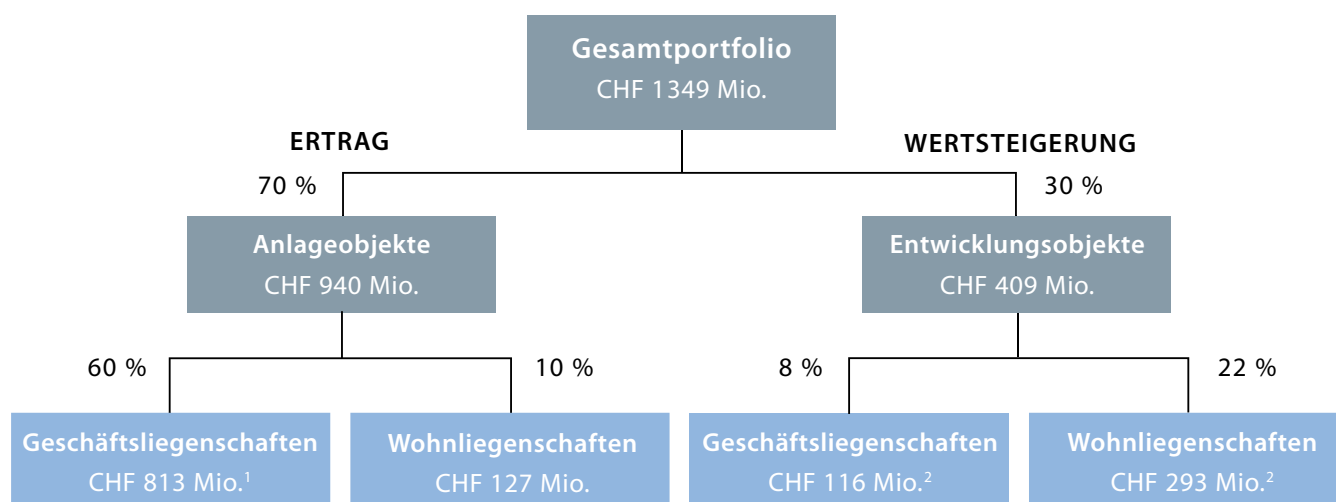 Gesamtportfolio
CHF 1349 Mio.
ERTRAG
WERTSTEIGERUNG
70 %
30 %
Anlageobjekte
CHF 940 Mio.
Entwicklungsobjekte
CHF 409 Mio.
60 %
10 %
8 %
22 %
Geschäftsliegenschaften
CHF 813 Mio.¹
Wohnliegenschaften
CHF 127 Mio.
Geschäftsliegenschaften
CHF 116 Mio.²
Wohnliegenschaften
CHF 293 Mio.²